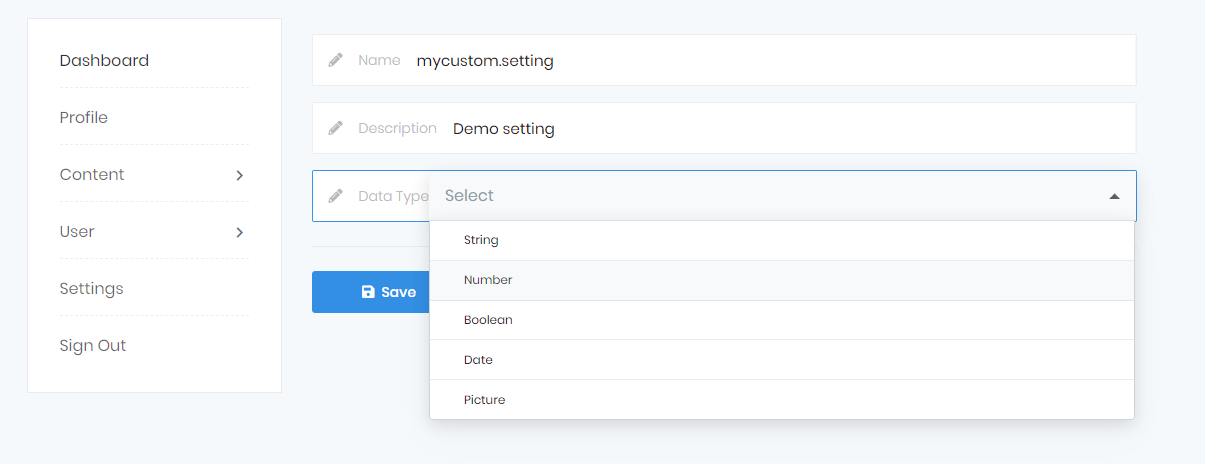 Dashboard
Profile
Content
User
Settings
Sign Out
Name mycustom.setting
Description Demo setting
Data Type Select
String
Number
Boolean
Date
Picture
Save